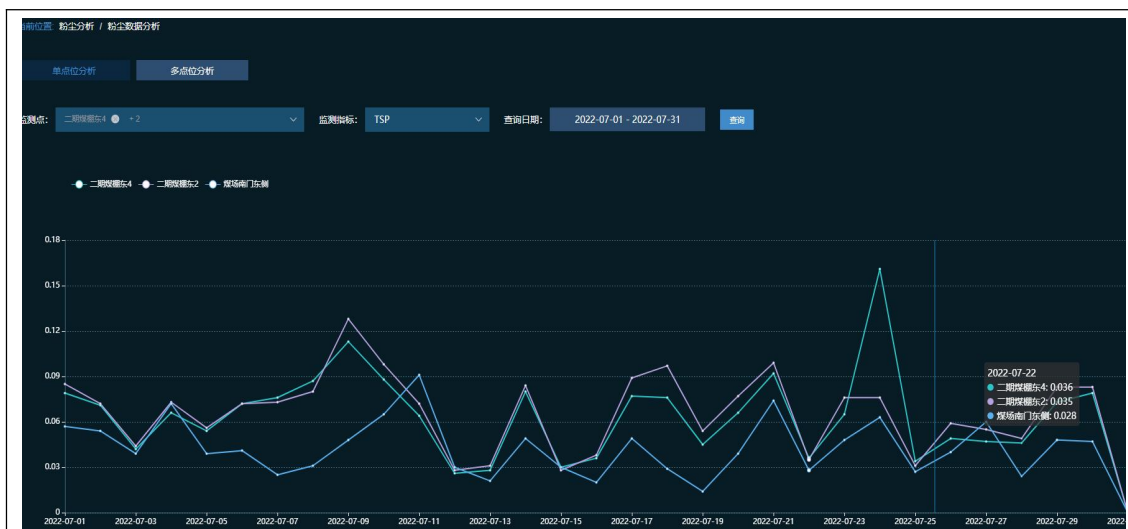 当前位置: 粉尘分析 / 粉尘数据分析
单点位分析 多点位分析
监测点: 二期煤棚东4 + 2 监测指标: TSP 查询日期: 2022-07-01 - 2022-07-31 查询
二期煤棚东4 二期煤棚东2 煤场南门东侧
0.18
0.15
0.12
0.09
0.06
0.03
0
2022-07-22
二期煤棚东4: 0.036
二期煤棚东2: 0.035
煤场南门东侧: 0.028
2022-07-01 2022-07-03 2022-07-05 2022-07-07 2022-07-09 2022-07-11 2022-07-13 2022-07-15 2022-07-17 2022-07-19 2022-07-21 2022-07-23 2022-07-25 2022-07-27 2022-07-29 2022-